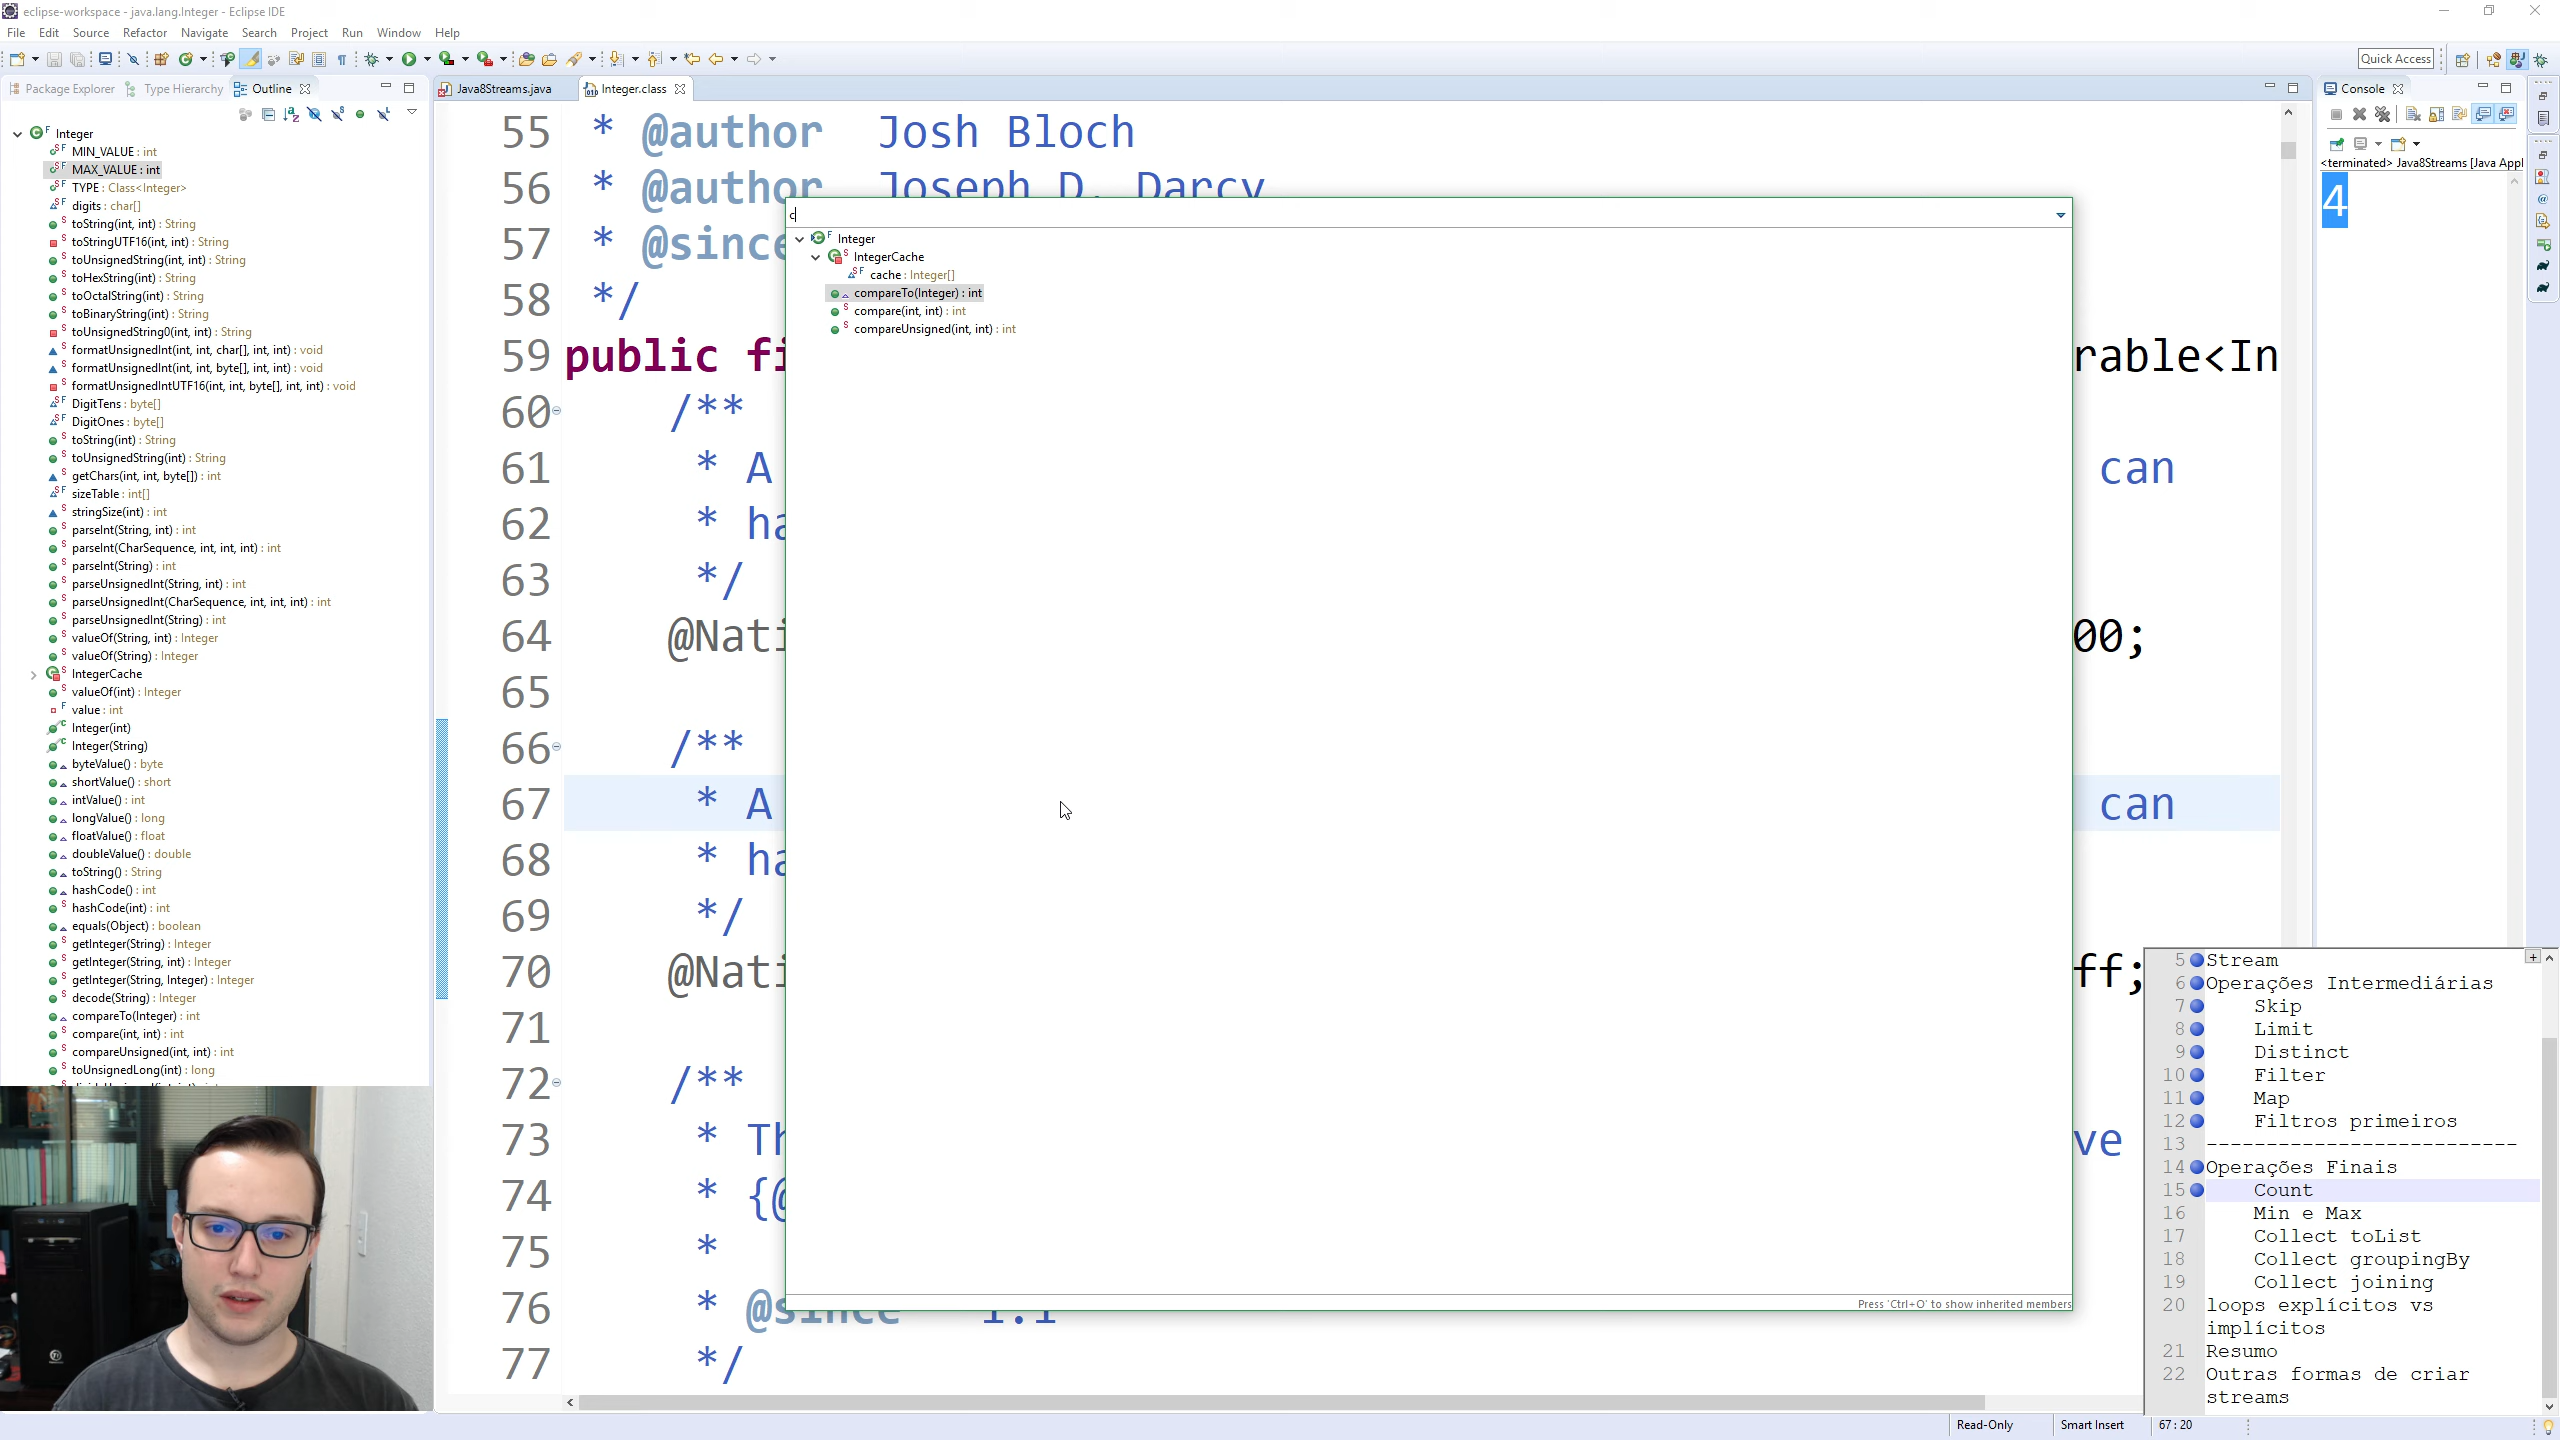 eclipse-workspace - java.lang.Integer - Eclipse IDE
File Edit Source Refactor Navigate Search Project Run Window Help
Quick Access
Package Explorer Type Hierarchy Outline
Integer
MIN_VALUE : int
MAX_VALUE : int
TYPE : Class<Integer>
digits : char[]
toString(int, int) : String
toStringUTF16(int, int) : String
toUnsignedString(int, int) : String
toHexString(int) : String
toOctalString(int) : String
toBinaryString(int) : String
toUnsignedString0(int, int) : String
formatUnsignedInt(int, int, char[], int, int) : void
formatUnsignedInt(int, int, byte[], int, int) : void
formatUnsignedIntUTF16(int, int, byte[], int, int) : void
DigitTens : byte[]
DigitOnes : byte[]
toString(int) : String
toUnsignedString(int) : String
getChars(int, int, byte[]) : int
sizeTable : int[]
stringSize(int) : int
parseInt(String, int) : int
parseInt(CharSequence, int, int, int) : int
parseInt(String) : int
parseUnsignedInt(String, int) : int
parseUnsignedInt(CharSequence, int, int, int) : int
parseUnsignedInt(String) : int
valueOf(String, int) : Integer
valueOf(String) : Integer
IntegerCache
valueOf(int) : Integer
value : int
Integer(int)
Integer(String)
byteValue() : byte
shortValue() : short
intValue() : int
longValue() : long
floatValue() : float
doubleValue() : double
toString() : String
hashCode() : int
hashCode(int) : int
equals(Object) : boolean
getInteger(String) : Integer
getInteger(String, int) : Integer
getInteger(String, Integer) : Integer
decode(String) : Integer
compareTo(Integer) : int
compare(int, int) : int
compareUnsigned(int, int) : int
toUnsignedLong(int) : long
Java8Streams.java Integer.class
55 * @author Josh Bloch
56 * @author Joseph D. Darcy
57 * @since
58 */
59 public fi rable<In
60 /**
61 * A can
62 * ha
63 */
64 @Nati 00;
65
66 /**
67 * A can
68 * ha
69 */
70 @Nati ff;
71
72 /**
73 * Th ve
74 * {@
75 *
76 * @since 1.1
77 */
c
Integer
IntegerCache
cache : Integer[]
compareTo(Integer) : int
compare(int, int) : int
compareUnsigned(int, int) : int
Press 'Ctrl+O' to show inherited members
Console
<terminated> Java8Streams [Java Appl
4
5 Stream
6 Operações Intermediárias
7 Skip
8 Limit
9 Distinct
10 Filter
11 Map
12 Filtros primeiros
13 --------------------------
14 Operações Finais
15 Count
16 Min e Max
17 Collect toList
18 Collect groupingBy
19 Collect joining
20 loops explícitos vs
implícitos
21 Resumo
22 Outras formas de criar
streams
Read-Only Smart Insert 67 : 20